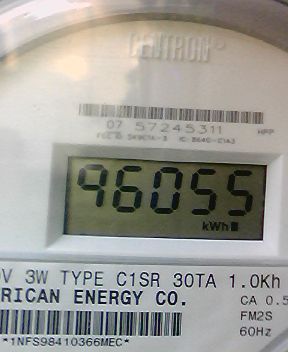 CENTRON
07 57245311 HPP
96055
kWh
V 3W TYPE C1SR 30TA 1.0Kh
RICAN ENERGY CO.
CA 0.5
FM2S
60Hz
*1NFS98410366MEC*